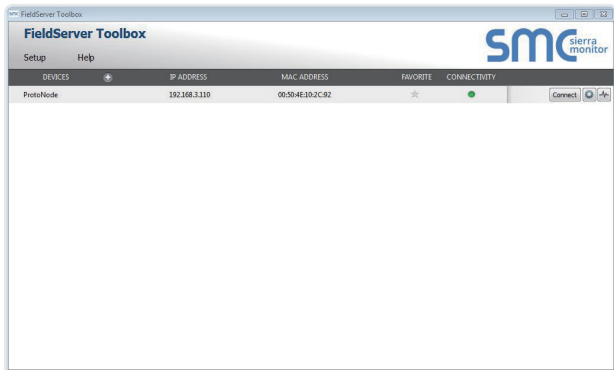 SMC FieldServer Toolbox
FieldServer Toolbox
smc sierra monitor
Setup Help
DEVICES IP ADDRESS MAC ADDRESS FAVORITE CONNECTIVITY
ProtoNode 192.168.3.110 00:50:4E:10:2C:92 Connect